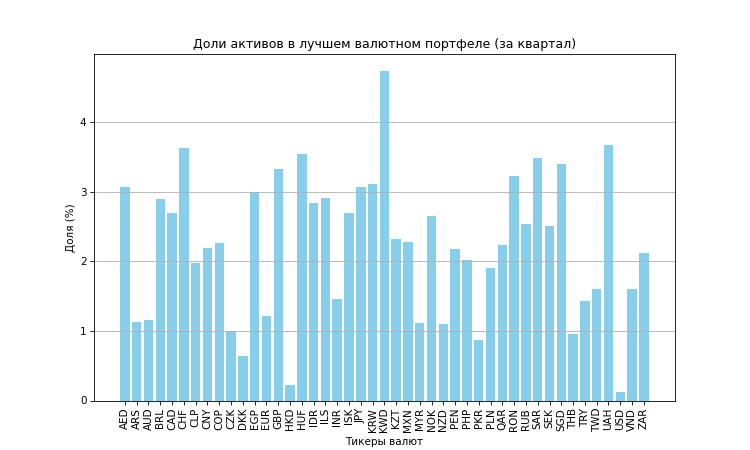 Доли активов в лучшем валютном портфеле (за квартал)
Доля (%)
4
3
2
1
0
AED ARS AUD BRL CAD CHF CLP CNY COP CZK DKK EGP EUR GBP HKD HUF IDR ILS INR ISK JPY KRW KWD KZT MXN MYR NOK NZD PEN PHP PKR PLN QAR RON RUB SAR SEK SGD THB TRY TWD UAH USD VND ZAR
Тикеры валют